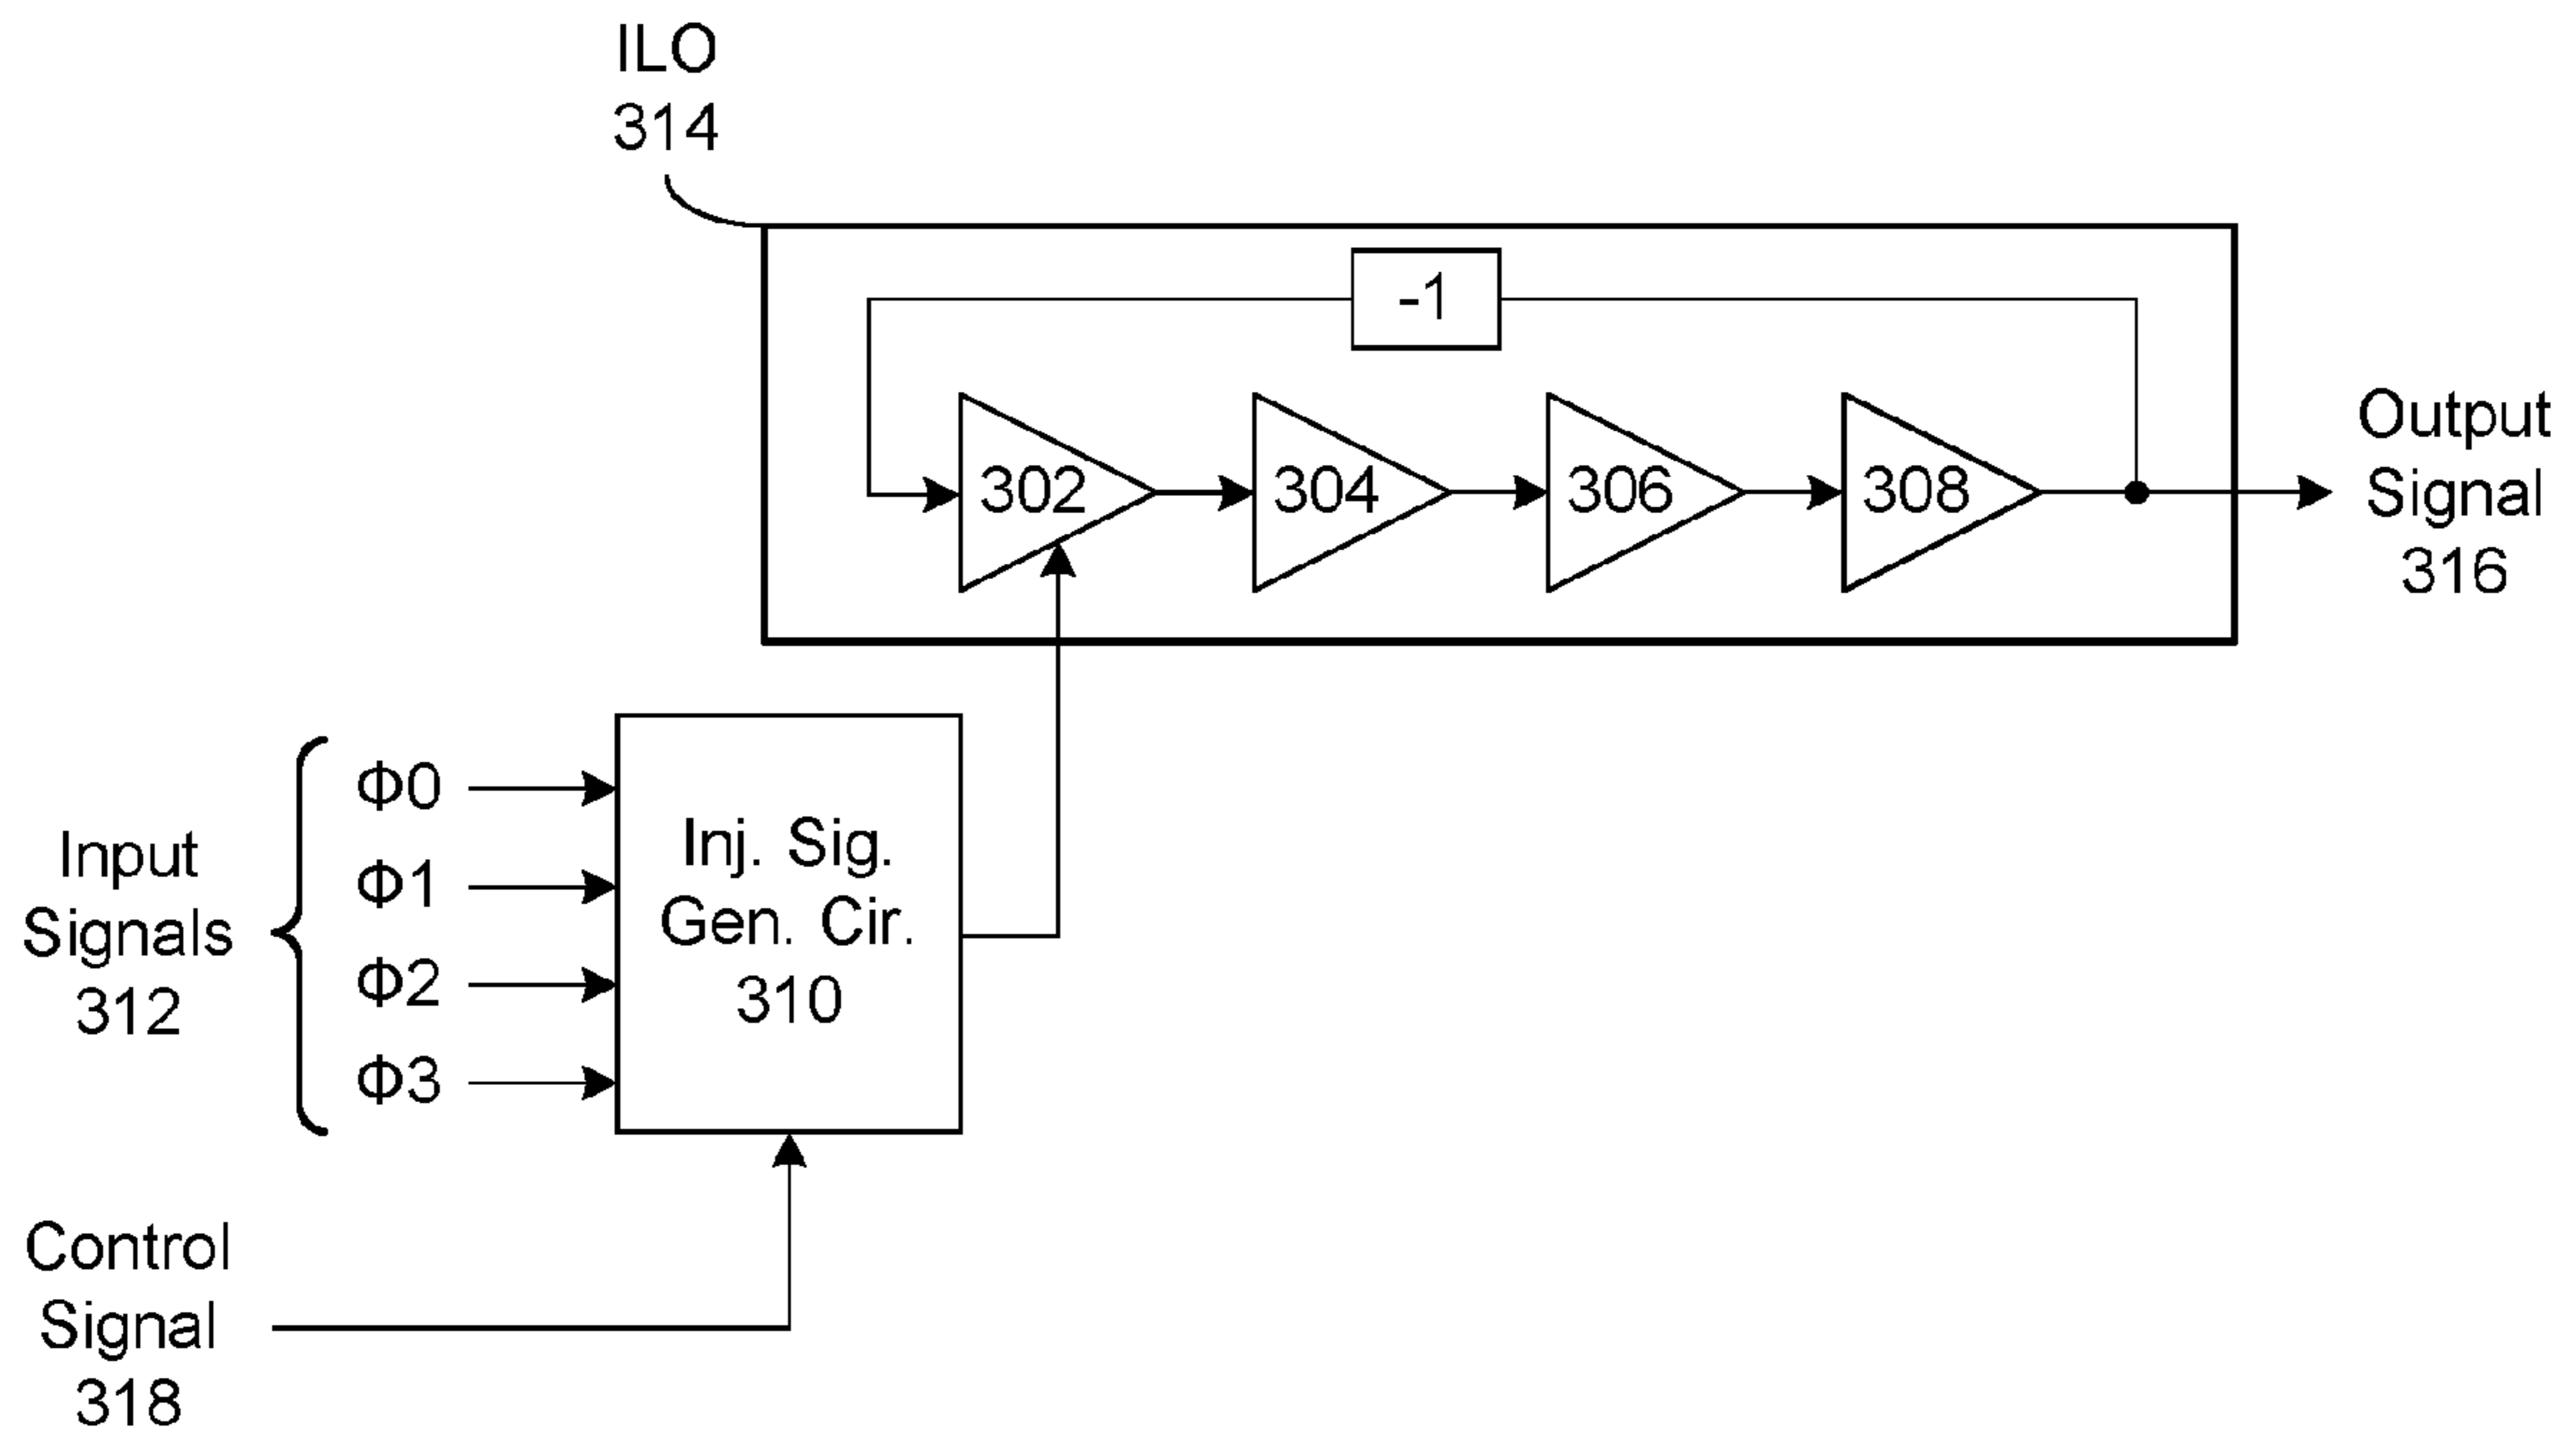 ILO
314
-1
302
304
306
308
Output
Signal
316
Input
Signals
312
Φ0
Φ1
Φ2
Φ3
Inj. Sig.
Gen. Cir.
310
Control
Signal
318